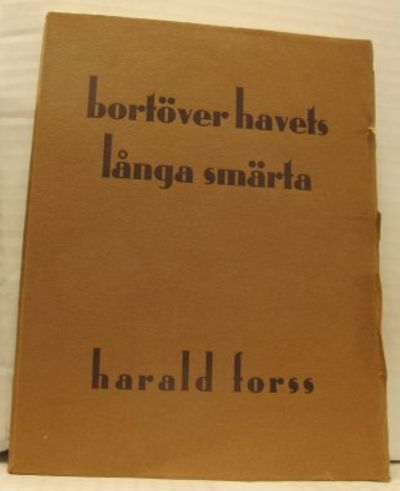 bortöver havets
långa smärta
harald forss